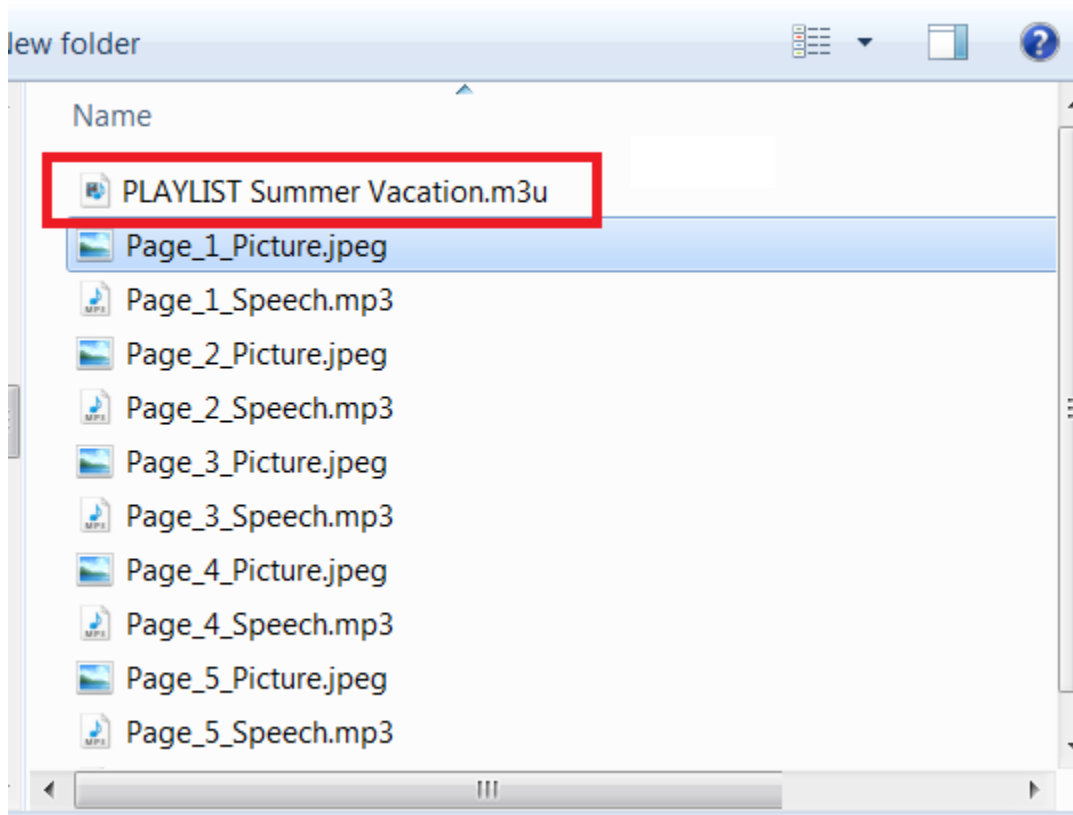 New folder
Name
PLAYLIST Summer Vacation.m3u
Page_1_Picture.jpeg
Page_1_Speech.mp3
Page_2_Picture.jpeg
Page_2_Speech.mp3
Page_3_Picture.jpeg
Page_3_Speech.mp3
Page_4_Picture.jpeg
Page_4_Speech.mp3
Page_5_Picture.jpeg
Page_5_Speech.mp3